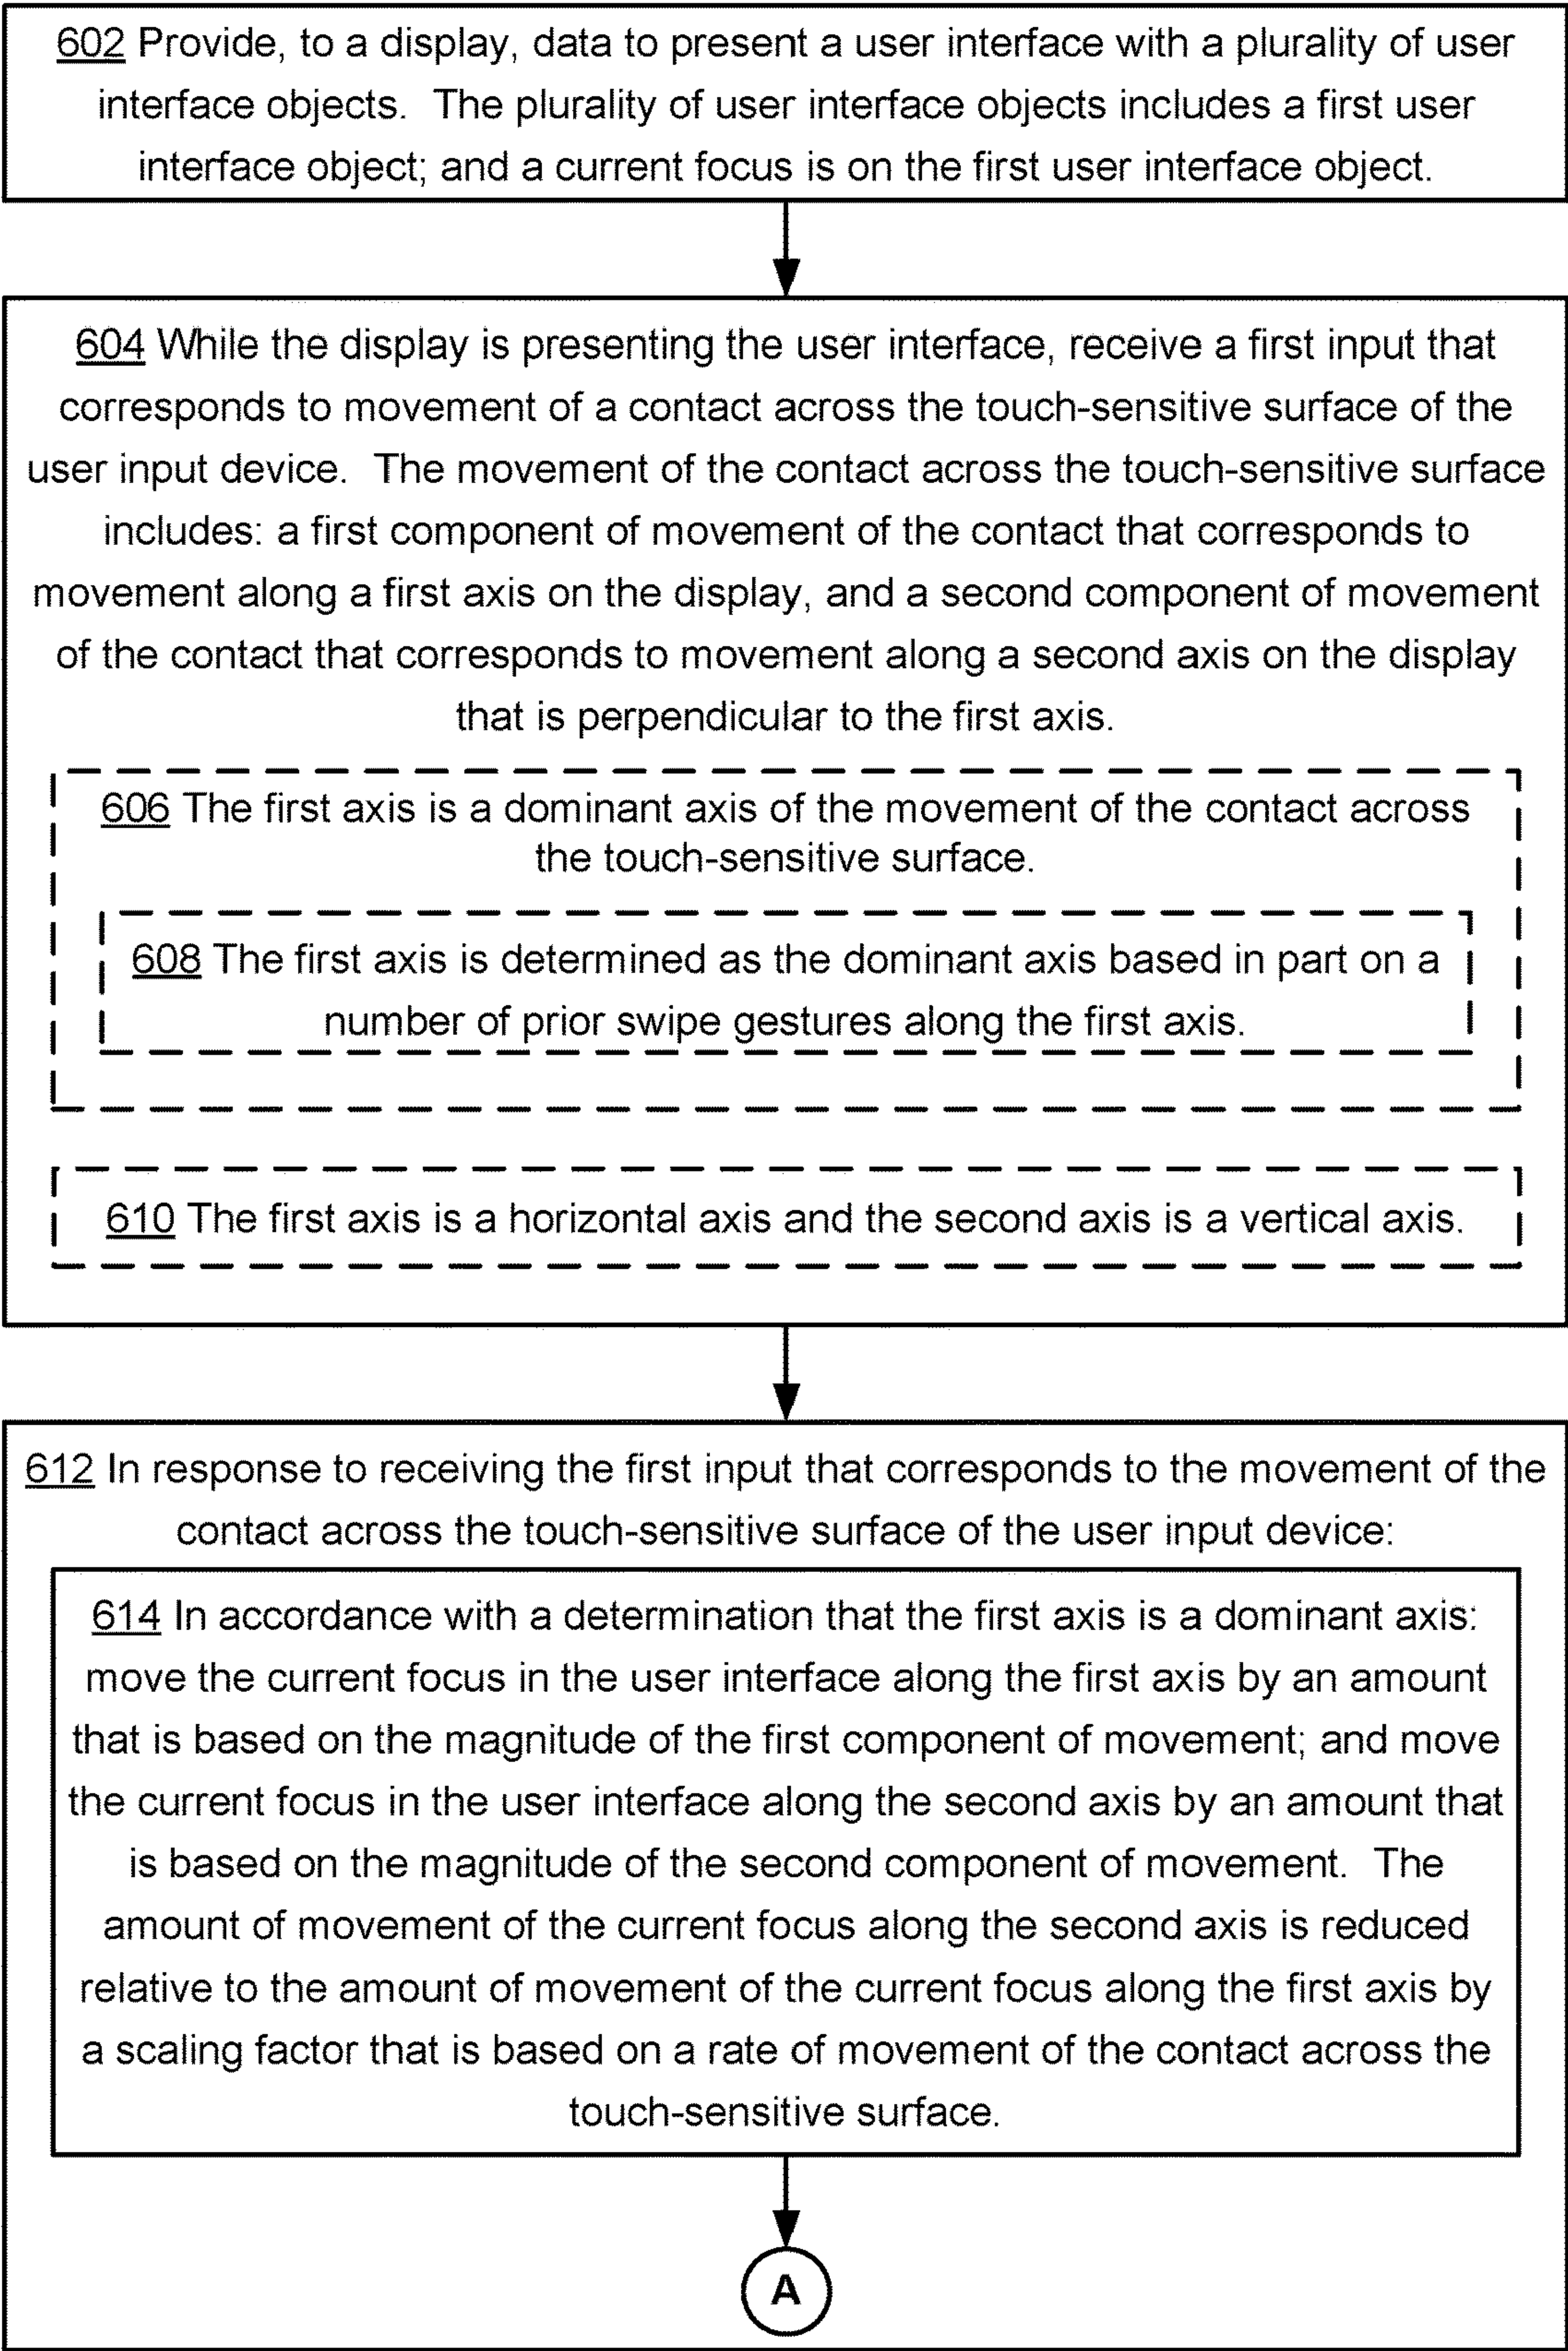 602 Provide, to a display, data to present a user interface with a plurality of user
interface objects.  The plurality of user interface objects includes a first user
interface object; and a current focus is on the first user interface object.
604 While the display is presenting the user interface, receive a first input that
corresponds to movement of a contact across the touch-sensitive surface of the
user input device.  The movement of the contact across the touch-sensitive surface
includes: a first component of movement of the contact that corresponds to
movement along a first axis on the display, and a second component of movement
of the contact that corresponds to movement along a second axis on the display
that is perpendicular to the first axis.
606 The first axis is a dominant axis of the movement of the contact across
the touch-sensitive surface.
608 The first axis is determined as the dominant axis based in part on a
number of prior swipe gestures along the first axis.
610 The first axis is a horizontal axis and the second axis is a vertical axis.
612 In response to receiving the first input that corresponds to the movement of the
contact across the touch-sensitive surface of the user input device:
614 In accordance with a determination that the first axis is a dominant axis:
move the current focus in the user interface along the first axis by an amount
that is based on the magnitude of the first component of movement; and move
the current focus in the user interface along the second axis by an amount that
is based on the magnitude of the second component of movement.  The
amount of movement of the current focus along the second axis is reduced
relative to the amount of movement of the current focus along the first axis by
a scaling factor that is based on a rate of movement of the contact across the
touch-sensitive surface.
A